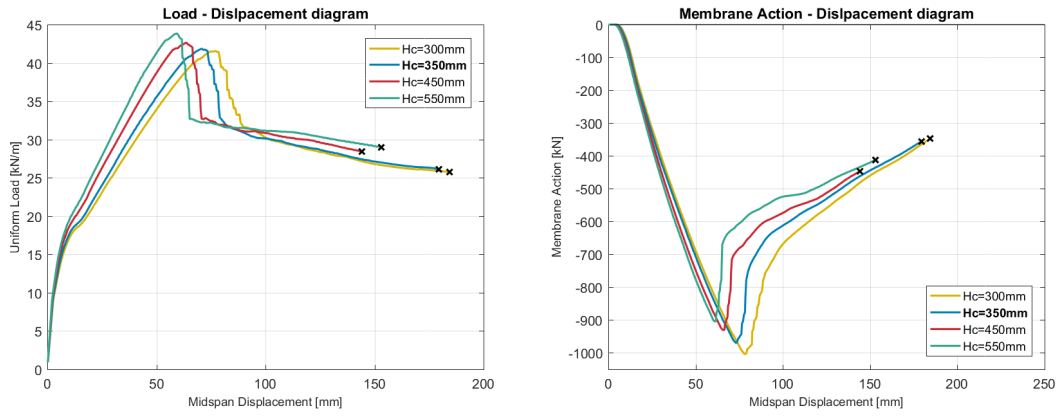 Load - Dislpacement diagram
45
40
35
30
25
20
15
10
5
0
Uniform Load [kN/m]
0 50 100 150 200
Midspan Displacement [mm]
Hc=300mm
Hc=350mm
Hc=450mm
Hc=550mm
Membrane Action - Dislpacement diagram
0
-100
-200
-300
-400
-500
-600
-700
-800
-900
-1000
Membrane Action [kN]
0 50 100 150 200 250
Midspan Displacement [mm]
Hc=300mm
Hc=350mm
Hc=450mm
Hc=550mm